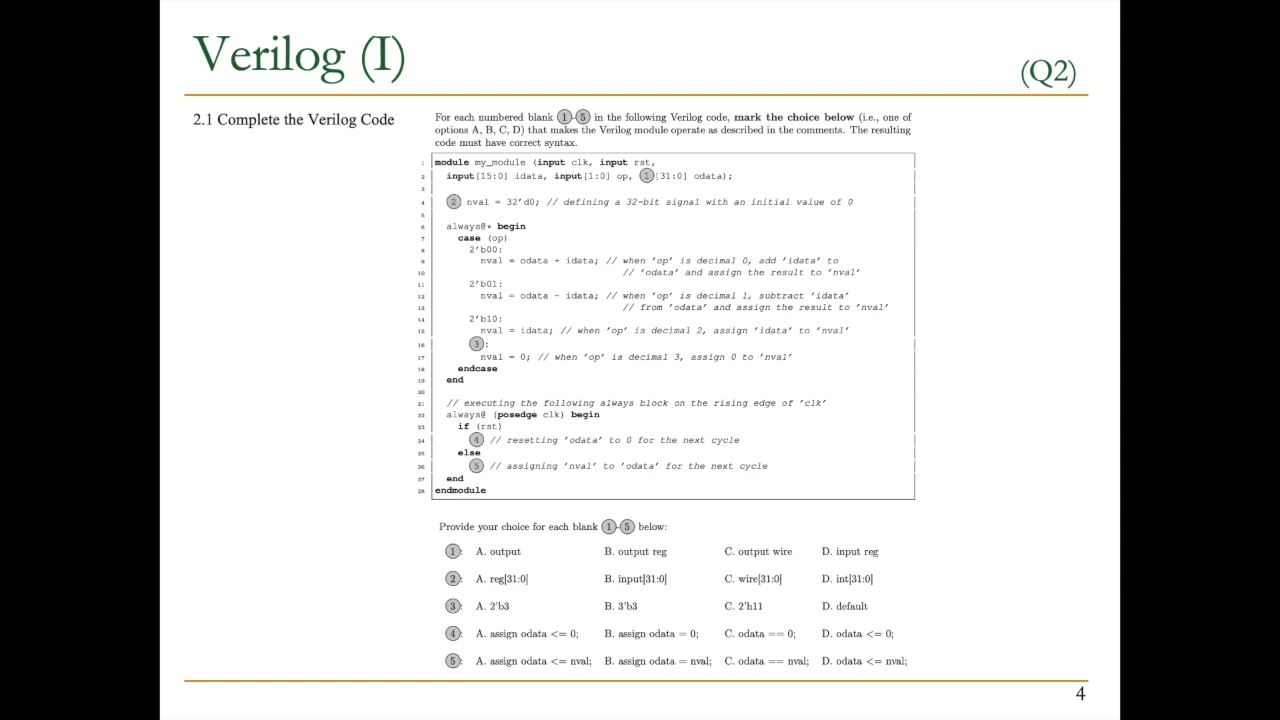 Verilog (I)
(Q2)
2.1 Complete the Verilog Code
For each numbered blank 1-5 in the following Verilog code, mark the choice below (i.e., one of
options A, B, C, D) that makes the Verilog module operate as described in the comments. The resulting
code must have correct syntax.
1 module my_module (input clk, input rst,
2 input[15:0] idata, input[1:0] op, 1[31:0] odata);
3
4 2 nval = 32'd0; // defining a 32-bit signal with an initial value of 0
5
6 always@* begin
7 case (op)
8 2'b00:
9 nval = odata + idata; // when 'op' is decimal 0, add 'idata' to
10 // 'odata' and assign the result to 'nval'
11 2'b01:
12 nval = odata - idata; // when 'op' is decimal 1, subtract 'idata'
13 // from 'odata' and assign the result to 'nval'
14 2'b10:
15 nval = idata; // when 'op' is decimal 2, assign 'idata' to 'nval'
16 3:
17 nval = 0; // when 'op' is decimal 3, assign 0 to 'nval'
18 endcase
19 end
20
21 // executing the following always block on the rising edge of 'clk'
22 always@ (posedge clk) begin
23 if (rst)
24 4 // resetting 'odata' to 0 for the next cycle
25 else
26 5 // assigning 'nval' to 'odata' for the next cycle
27 end
28 endmodule
Provide your choice for each blank 1-5 below:
1: A. output B. output reg C. output wire D. input reg
2: A. reg[31:0] B. input[31:0] C. wire[31:0] D. int[31:0]
3: A. 2'b3 B. 3'b3 C. 2'h11 D. default
4: A. assign odata <= 0; B. assign odata = 0; C. odata == 0; D. odata <= 0;
5: A. assign odata <= nval; B. assign odata = nval; C. odata == nval; D. odata <= nval;
4